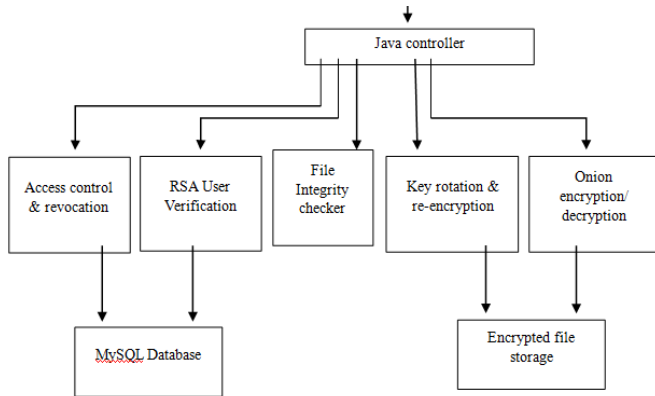 Java controller
Access control
& revocation
RSA User
Verification
File
Integrity
checker
Key rotation &
re-encryption
Onion
encryption/
decryption
MySQL Database
Encrypted file
storage